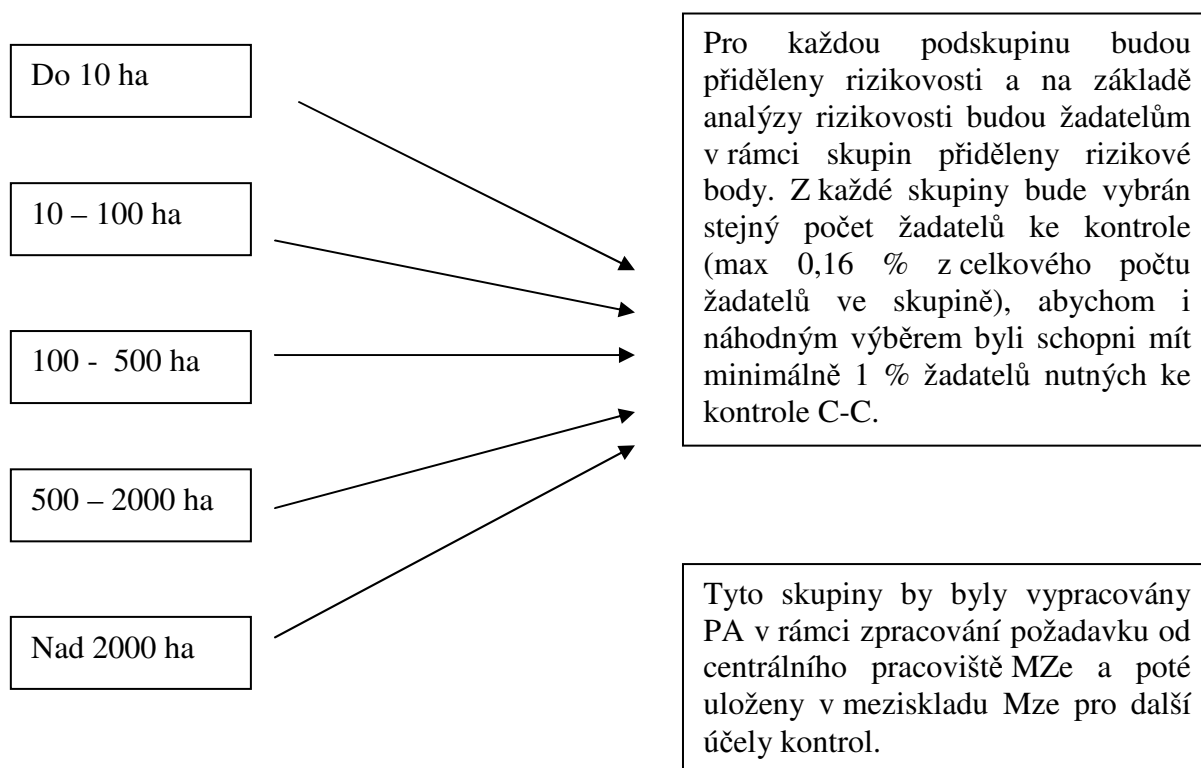 Do 10 ha
10 – 100 ha
100 -  500 ha
500 – 2000 ha
Nad 2000 ha
Pro každou podskupinu budou
přiděleny rizikovosti a na základě
analýzy rizikovosti budou žadatelům
v rámci skupin přiděleny rizikové
body. Z každé skupiny bude vybrán
stejný počet žadatelů ke kontrole
(max 0,16 % z celkového počtu
žadatelů ve skupině), abychom i
náhodným výběrem byli schopni mít
minimálně 1 % žadatelů nutných ke
kontrole C-C.
Tyto skupiny by byly vypracovány
PA v rámci zpracování požadavku od
centrálního pracoviště MZe a poté
uloženy v meziskladu Mze pro další
účely kontrol.